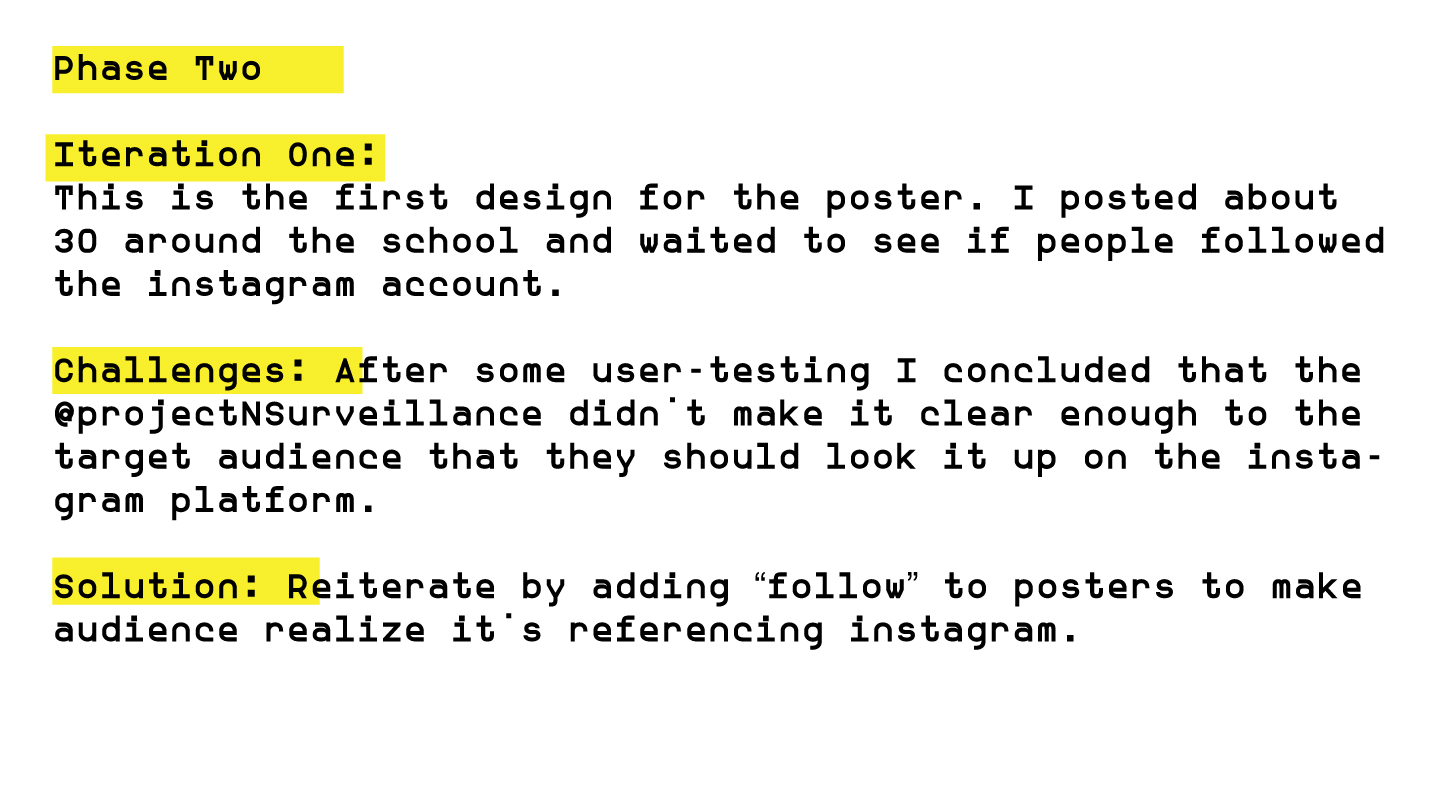 Phase Two
Iteration One:
This is the first design for the poster. I posted about
30 around the school and waited to see if people followed
the instagram account.
Challenges: After some user-testing I concluded that the
@projectNSurveillance didn't make it clear enough to the
target audience that they should look it up on the insta-
gram platform.
Solution: Reiterate by adding “follow” to posters to make
audience realize it's referencing instagram.